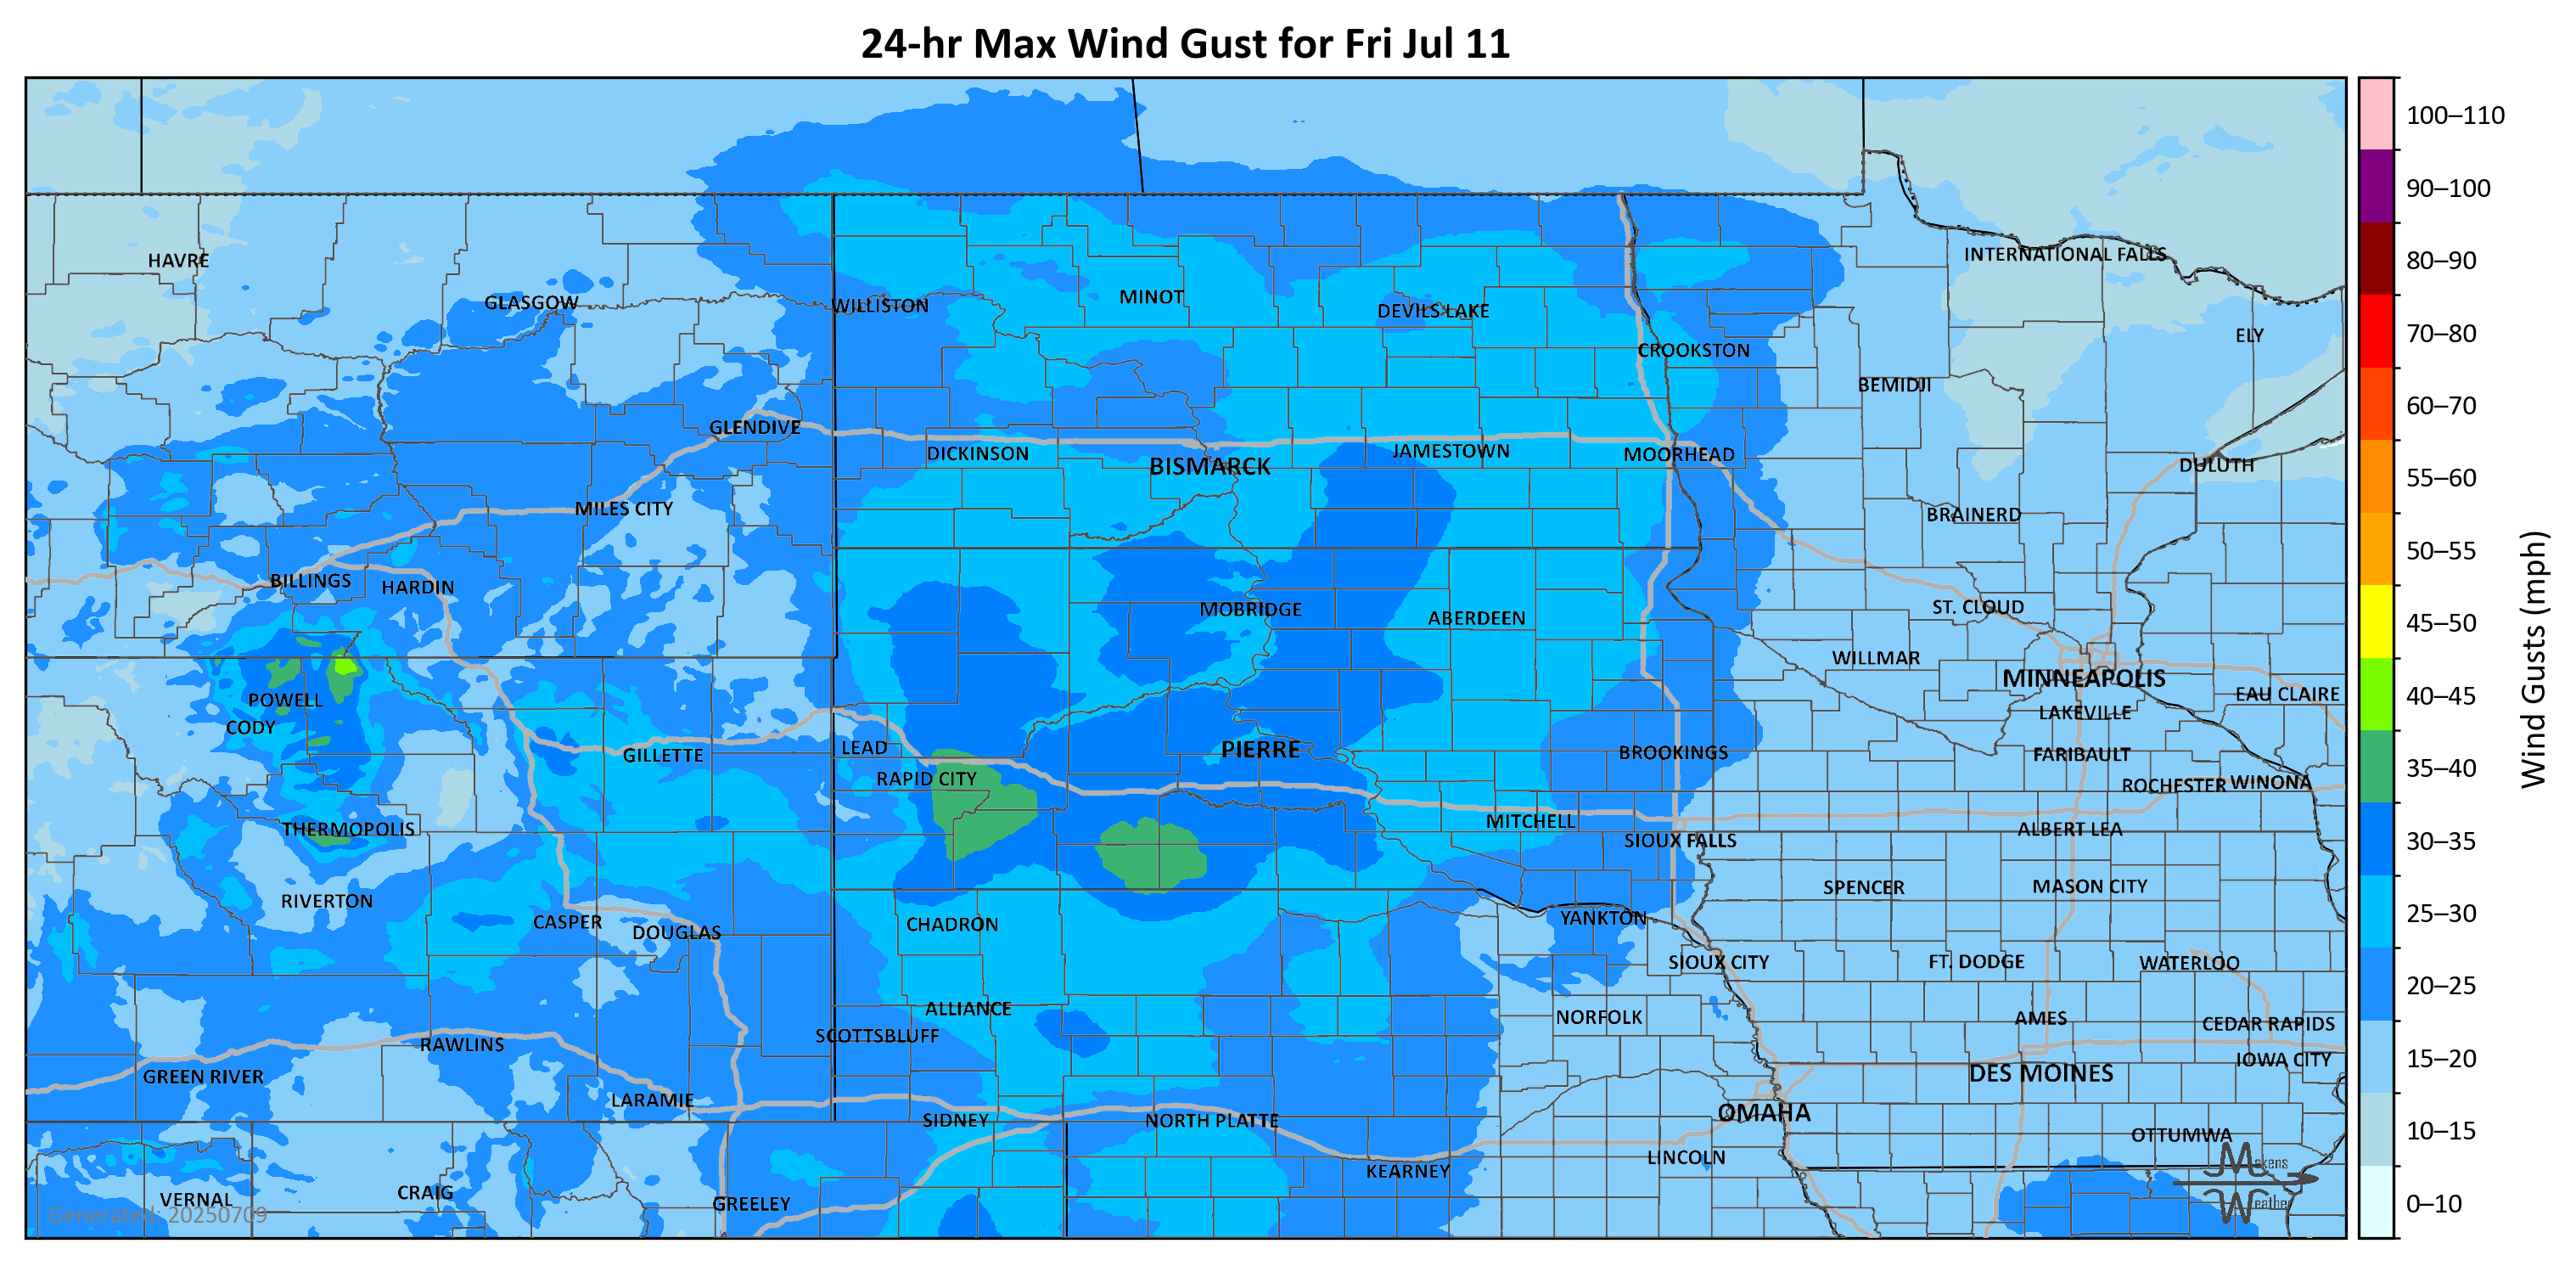 24-hr Max Wind Gust for Fri Jul 11
100–110
90–100
HAVRE
INTERNATIONAL FALLS
80–90
GLASGOW
WILLISTON
MINOT
DEVILS LAKE
70–80
ELY
CROOKSTON
BEMIDJI
60–70
GLENDIVE
DICKINSON
BISMARCK
JAMESTOWN
MOORHEAD
DULUTH
55–60
MILES CITY
BRAINERD
50–55
BILLINGS
HARDIN
MOBRIDGE
ABERDEEN
ST. CLOUD
45–50
WILLMAR
MINNEAPOLIS
POWELL
EAU CLAIRE
40–45
CODY
LAKEVILLE
GILLETTE
LEAD
PIERRE
BROOKINGS
FARIBAULT
RAPID CITY
ROCHESTER
WINONA
35–40
Wind Gusts (mph)
THERMOPOLIS
MITCHELL
ALBERT LEA
SIOUX FALLS
30–35
RIVERTON
SPENCER
MASON CITY
CASPER
DOUGLAS
CHADRON
YANKTON
25–30
SIOUX CITY
FT. DODGE
WATERLOO
20–25
ALLIANCE
NORFOLK
AMES
CEDAR RAPIDS
SCOTTSBLUFF
RAWLINS
IOWA CITY
15–20
GREEN RIVER
DES MOINES
LARAMIE
OMAHA
SIDNEY
NORTH PLATTE
OTTUMWA
10–15
LINCOLN
KEARNEY
Makens
Weather
VERNAL
CRAIG
GREELEY
0–10
Generated: 20250709